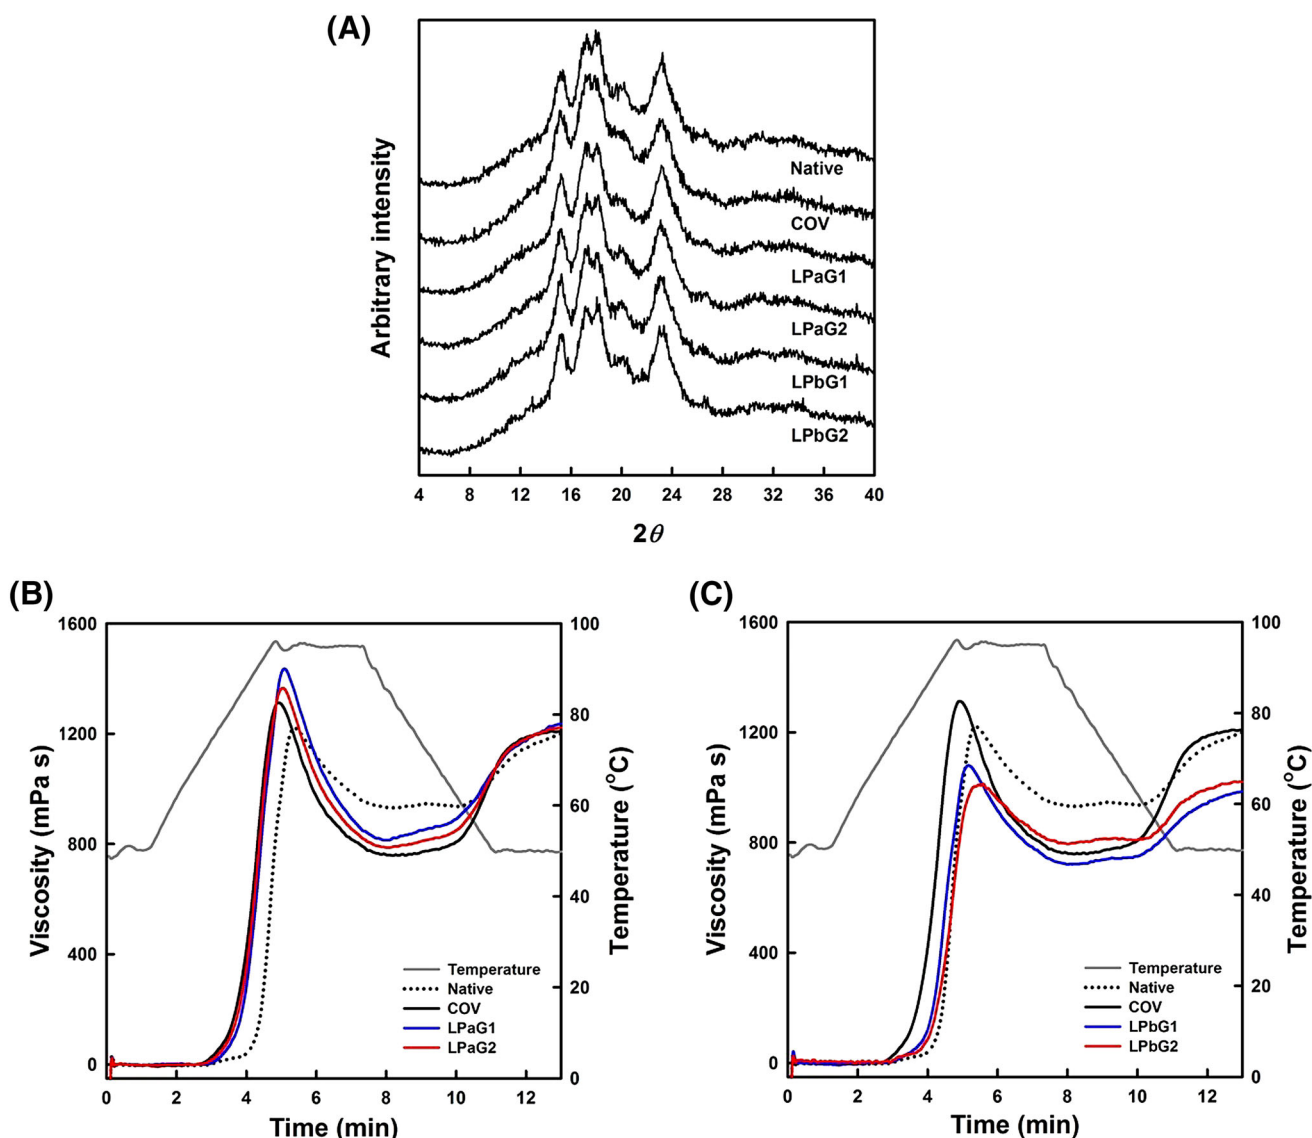 (A)
Arbitrary intensity
Native
COV
LPaG1
LPaG2
LPbG1
LPbG2
4 8 12 16 20 24 28 32 36 40
2θ
(B)
1600
1200
800
400
0
Viscosity (mPa s)
100
80
60
40
20
0
Temperature (°C)
Temperature
Native
COV
LPaG1
LPaG2
0 2 4 6 8 10 12
Time (min)
(C)
1600
1200
800
400
0
Viscosity (mPa s)
100
80
60
40
20
0
Temperature (°C)
Temperature
Native
COV
LPbG1
LPbG2
0 2 4 6 8 10 12
Time (min)